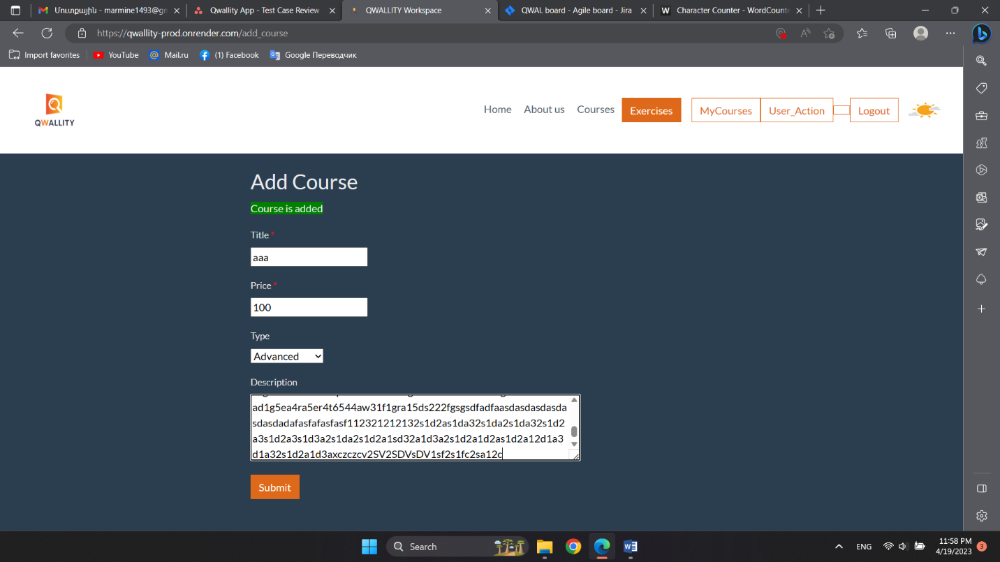 Մուտքային - marmine1493@gm
Qwallity App - Test Case Review
QWALLITY Workspace
QWAL board - Agile board - Jira
Character Counter - WordCounte
https://qwallity-prod.onrender.com/add_course
Import favorites
YouTube
Mail.ru
(1) Facebook
Google Переводчик
QWALLITY
Home
About us
Courses
Exercises
MyCourses
User_Action
Logout
Add Course
Course is added
Title *
aaa
Price *
100
Type
Advanced
Description
ad1g5ea4ra5er4t6544aw31f1gra15ds222fgsgsdfadfaasdasdasdasda
sdasdadafasfafasfasf112321212132s1d2as1da32s1da2s1da32s1d2
a3s1d2a3s1d3a2s1da2s1d2a1sd32a1d3a2s1d2a1d2as1d2a12d1a3
d1a32s1d2a1d3axczczcv2SV2SDVsDV1sf2s1fc2sa12c
Submit
Search
ENG
11:58 PM
4/19/2023
3